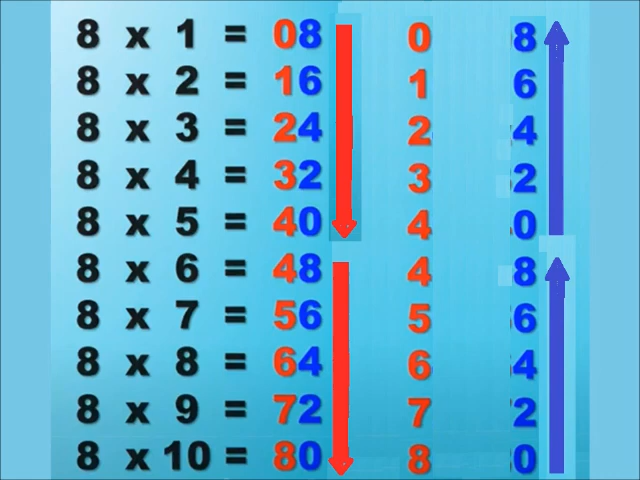 8 x 1 = 08 0 8
8 x 2 = 16 1 6
8 x 3 = 24 2 4
8 x 4 = 32 3 2
8 x 5 = 40 4 0
8 x 6 = 48 4 8
8 x 7 = 56 5 6
8 x 8 = 64 6 4
8 x 9 = 72 7 2
8 x 10 = 80 8 0